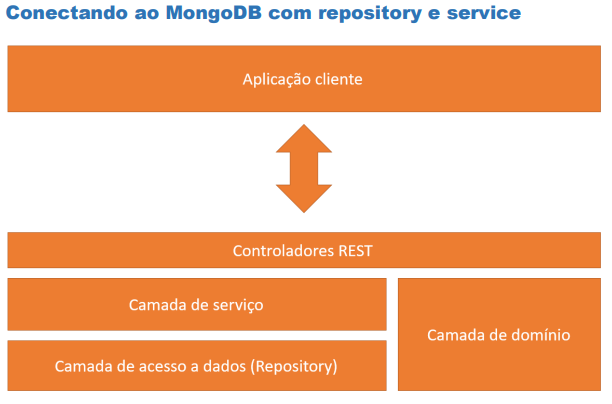 Conectando ao MongoDB com repository e service
Aplicação cliente
Controladores REST
Camada de serviço
Camada de domínio
Camada de acesso a dados (Repository)